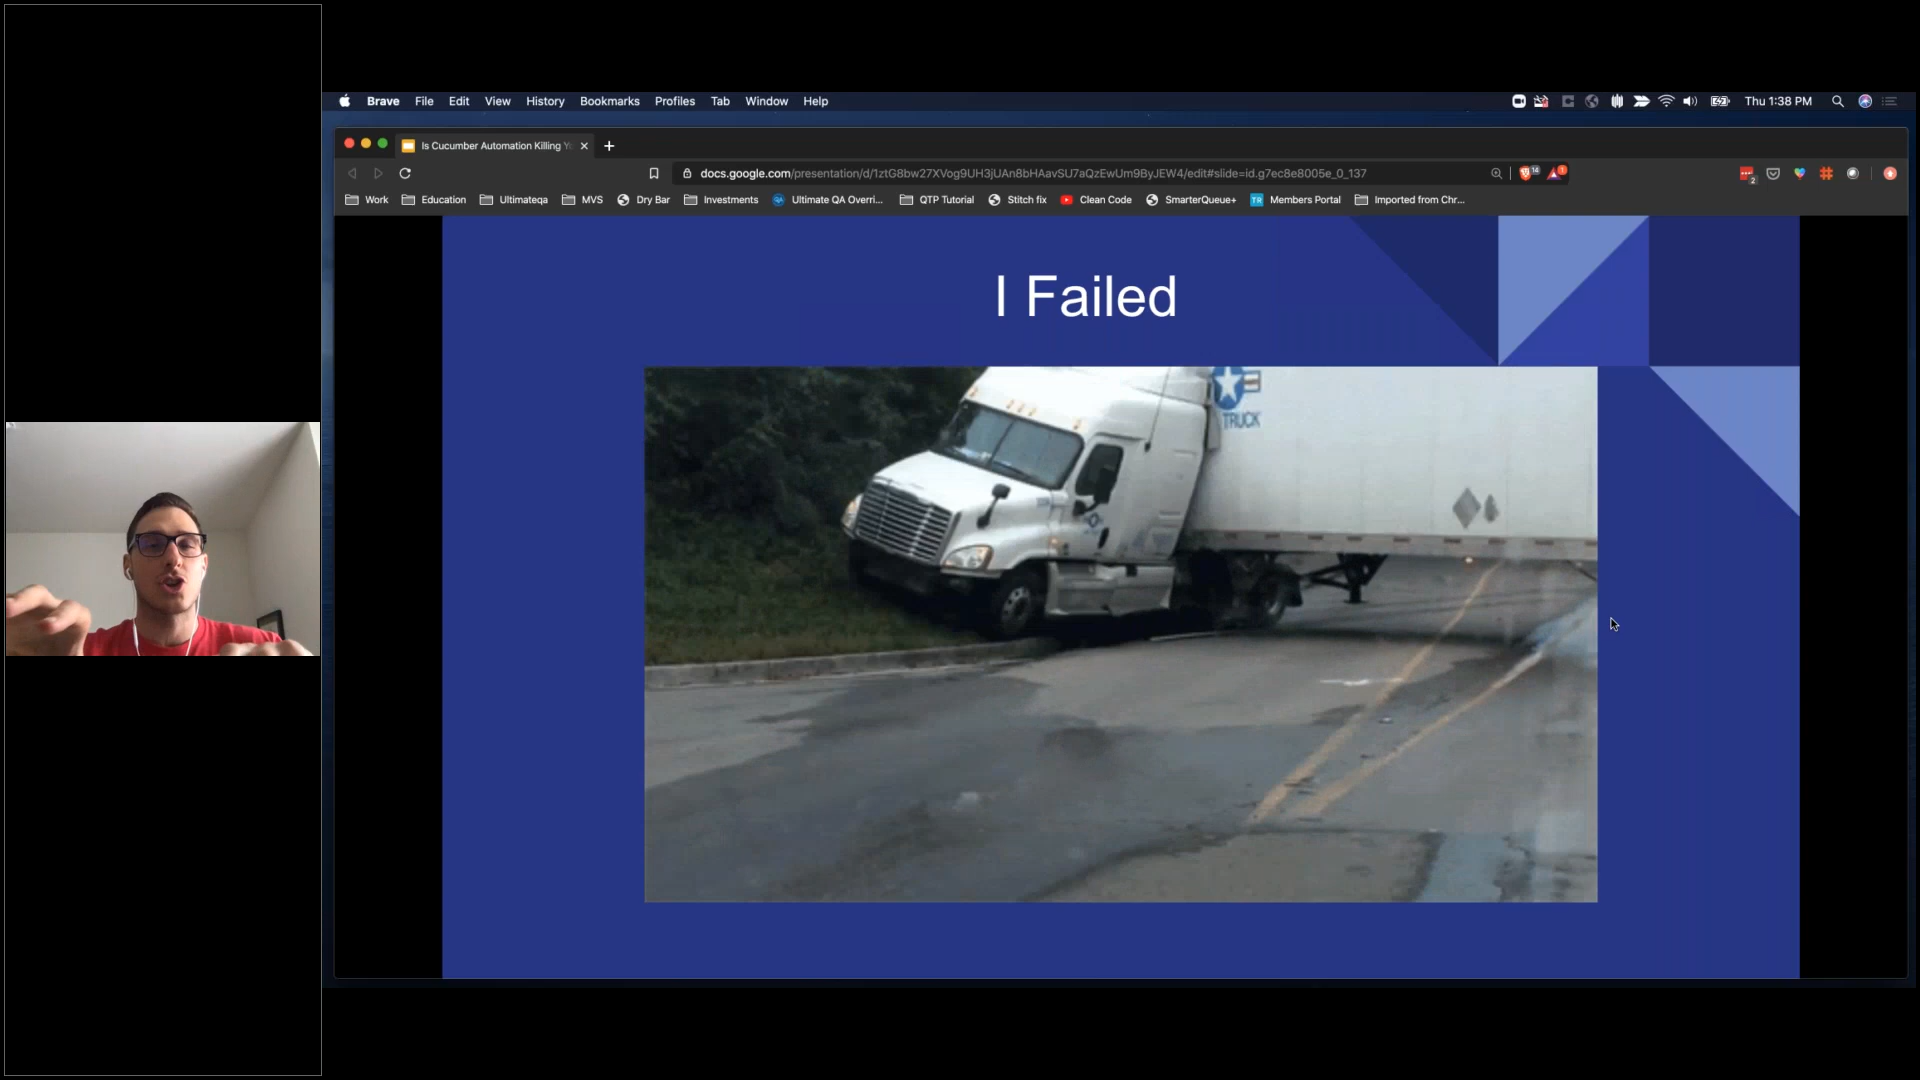 Brave File Edit View History Bookmarks Profiles Tab Window Help Thu 1:38 PM
Is Cucumber Automation Killing Y
docs.google.com/presentation/d/1ztG8bw27XVog9UH3jUAn8bHAavSU7aQzEwUm9ByJEW4/edit#slide=id.g7ec8e8005e_0_137
Work Education Ultimateqa MVS Dry Bar Investments Ultimate QA Overri... QTP Tutorial Stitch fix Clean Code SmarterQueue+ TR Members Portal Imported from Chr...
I Failed
TRUCK